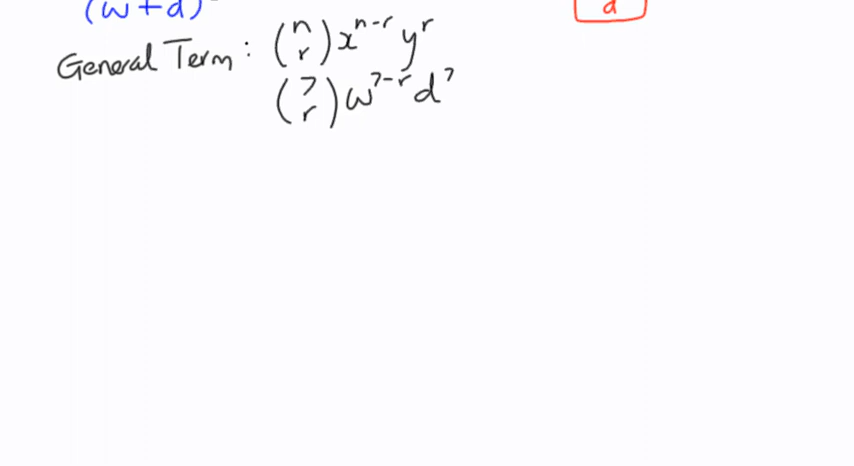 (w+d)
d
General Term: (n r) x^{n-r} y^r
(7 r) w^{7-r} d^7